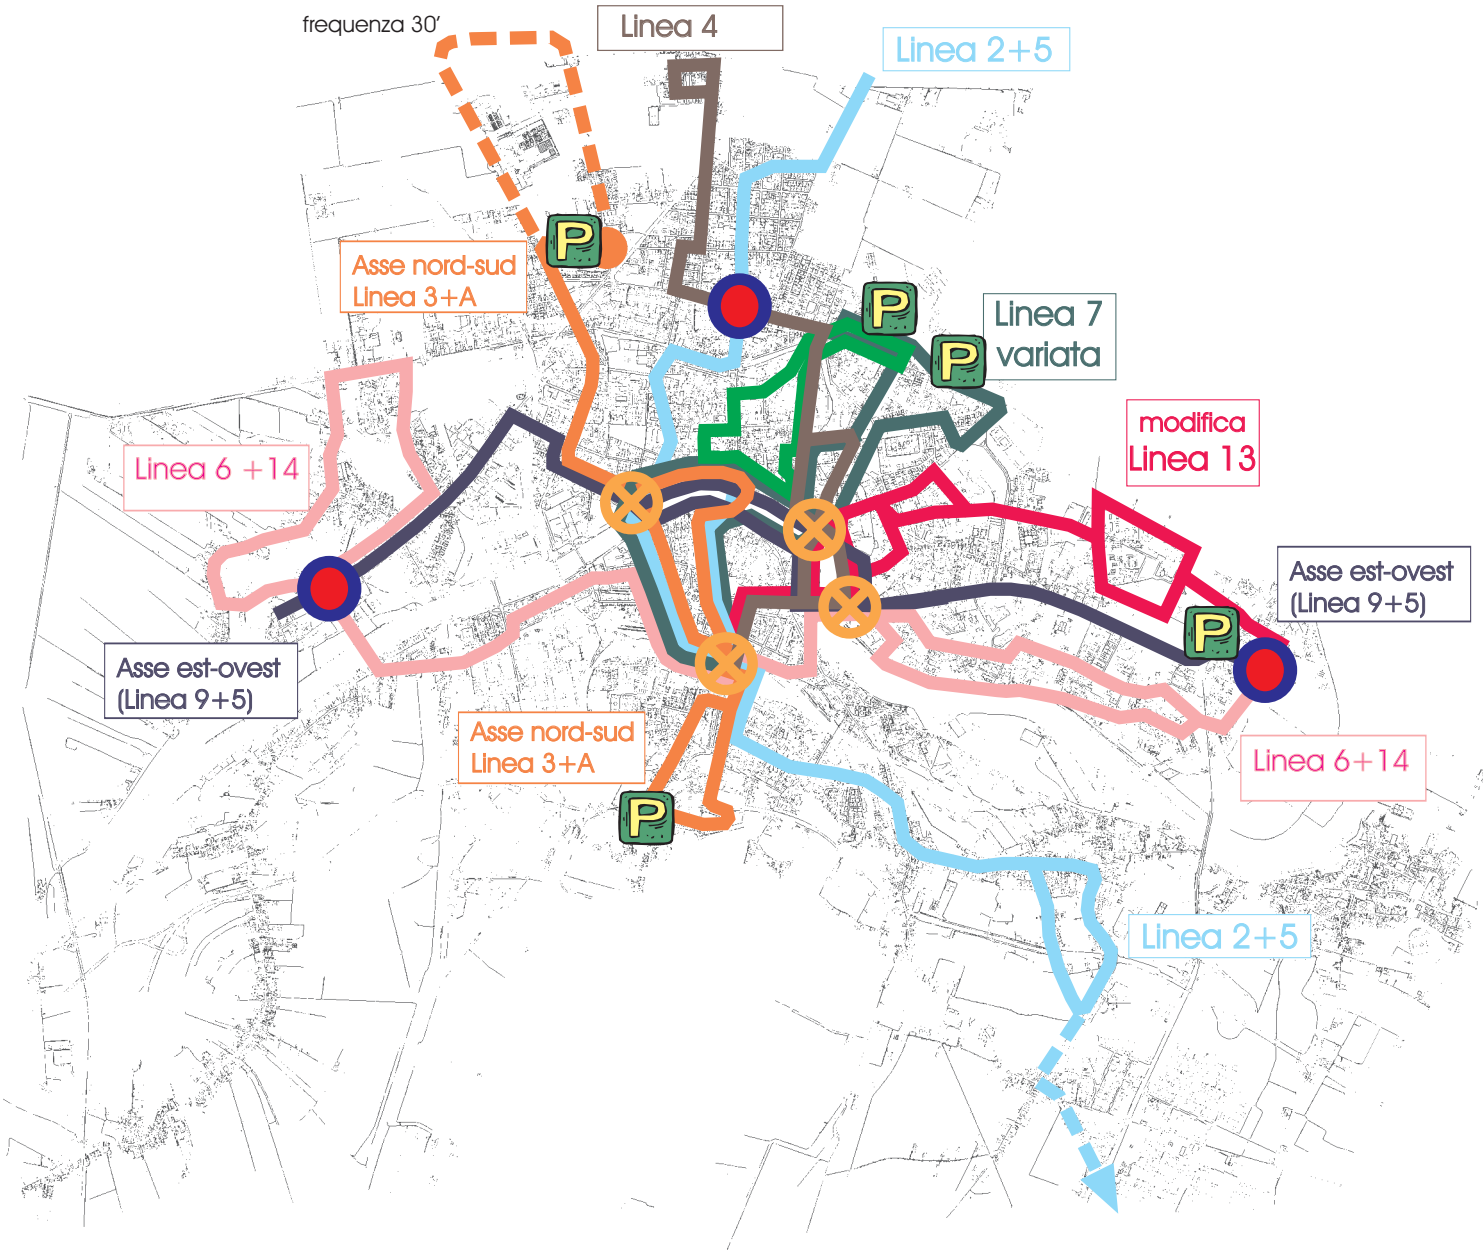 frequenza 30'
Linea 4
Linea 2+5
P
Asse nord-sud
Linea 3+A
P
P
Linea 7
variata
modifica
Linea 13
Linea 6 +14
Asse est-ovest
(Linea 9+5)
P
Asse est-ovest
(Linea 9+5)
Asse nord-sud
Linea 3+A
Linea 6+14
P
Linea 2+5